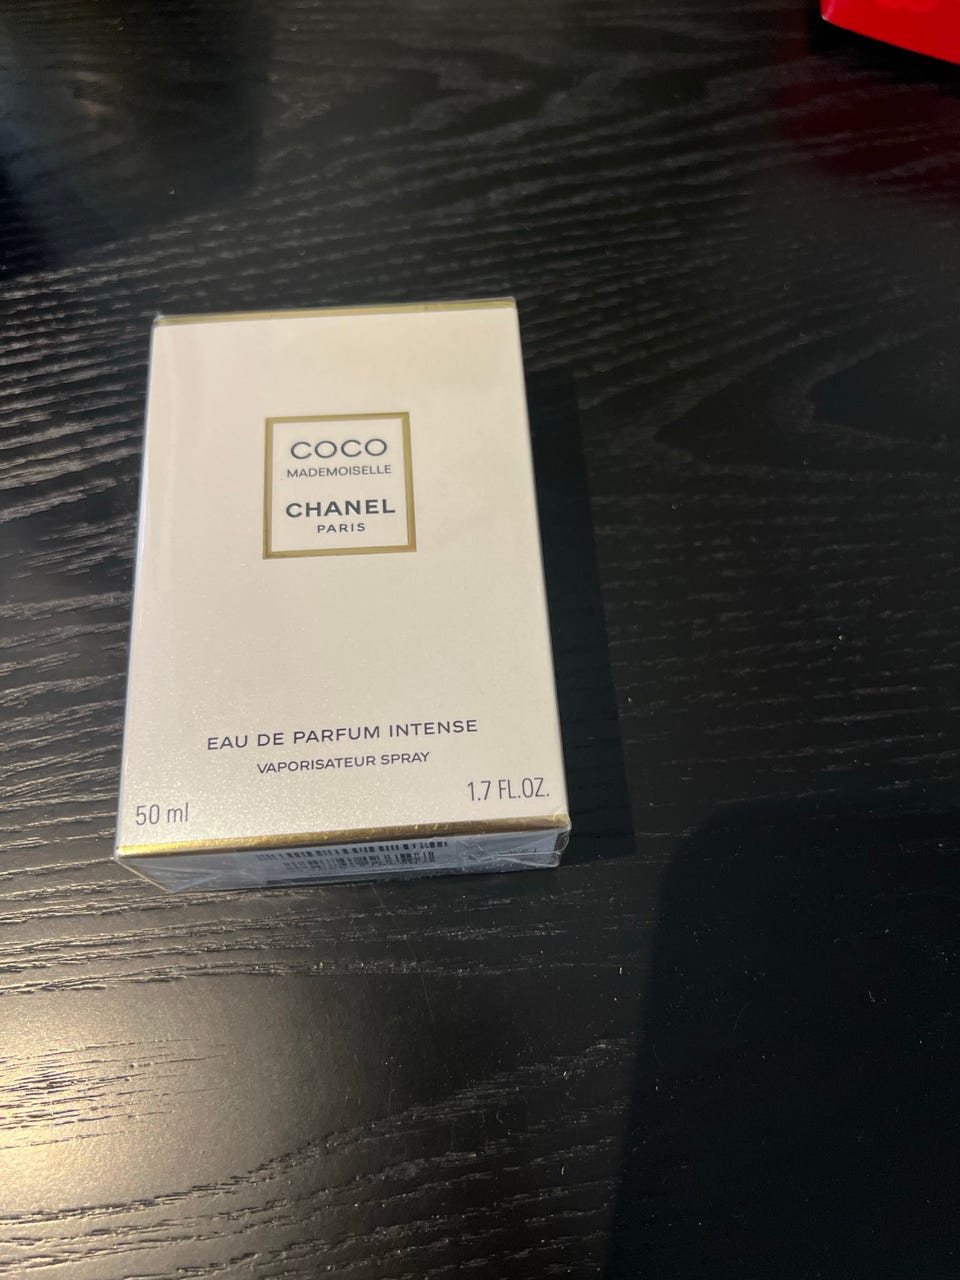 COCO
MADEMOISELLE
CHANEL
PARIS
EAU DE PARFUM INTENSE
VAPORISATEUR SPRAY
50 ml
1.7 FL.OZ.